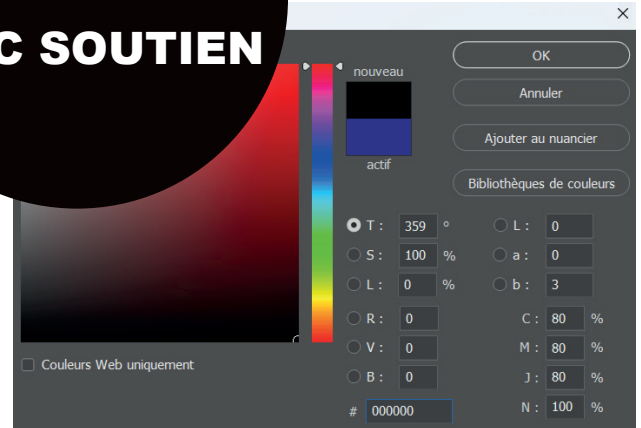 C SOUTIEN
nouveau
actif
OK
Annuler
Ajouter au nuancier
Bibliothèques de couleurs
T : 359 °
S : 100 %
L : 0 %
R : 0
V : 0
B : 0
# 000000
L : 0
a : 0
b : 3
C : 80 %
M : 80 %
J : 80 %
N : 100 %
Couleurs Web uniquement